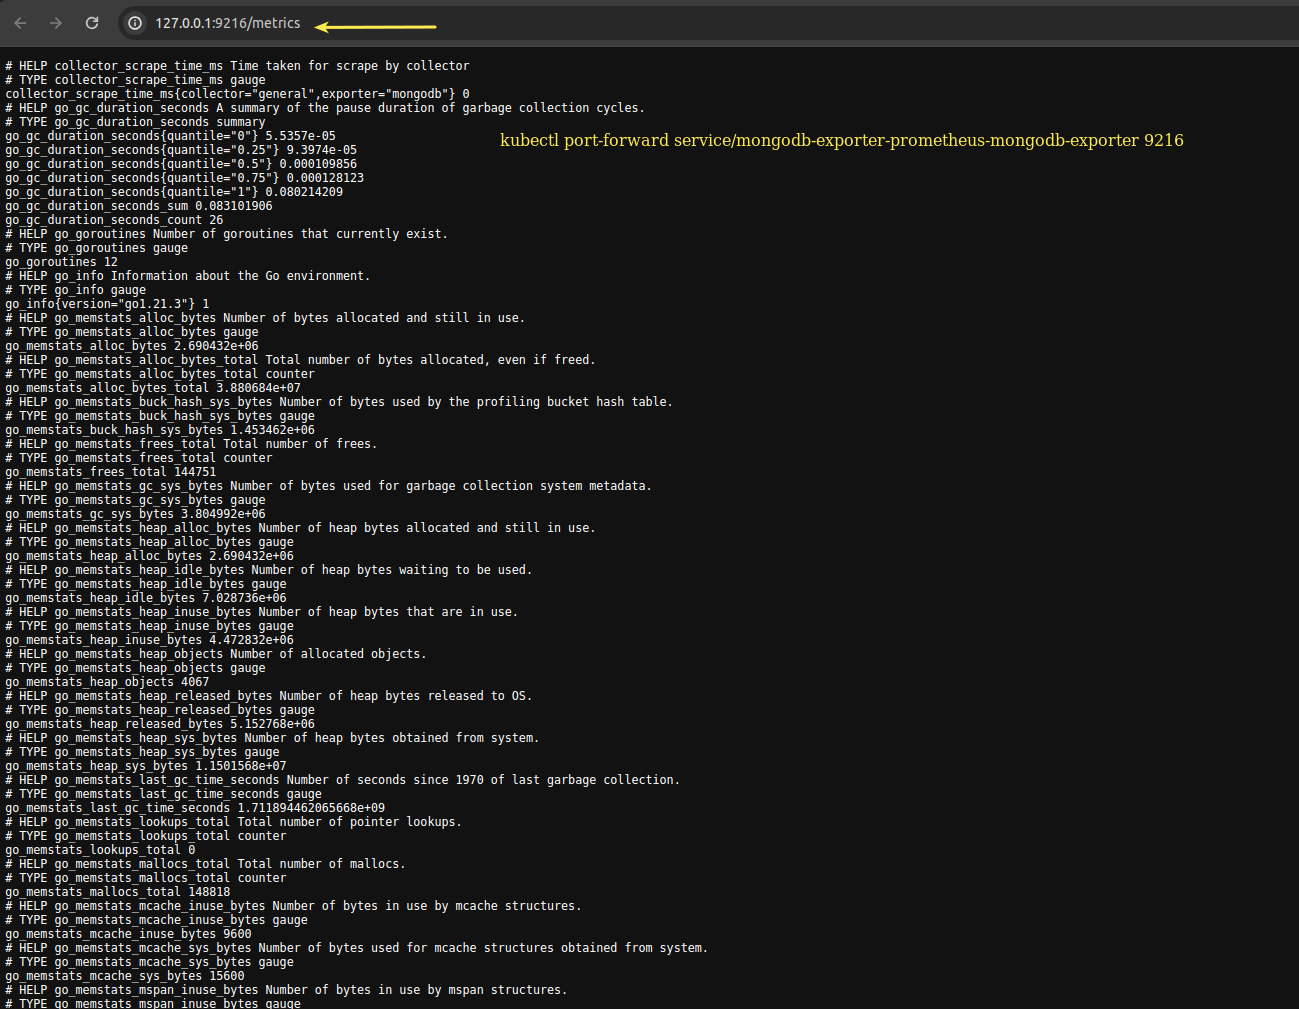 127.0.0.1:9216/metrics
# HELP collector_scrape_time_ms Time taken for scrape by collector
# TYPE collector_scrape_time_ms gauge
collector_scrape_time_ms{collector="general",exporter="mongodb"} 0
# HELP go_gc_duration_seconds A summary of the pause duration of garbage collection cycles.
# TYPE go_gc_duration_seconds summary
go_gc_duration_seconds{quantile="0"} 5.5357e-05
kubectl port-forward service/mongodb-exporter-prometheus-mongodb-exporter 9216
go_gc_duration_seconds{quantile="0.25"} 9.3974e-05
go_gc_duration_seconds{quantile="0.5"} 0.000109856
go_gc_duration_seconds{quantile="0.75"} 0.000128123
go_gc_duration_seconds{quantile="1"} 0.080214209
go_gc_duration_seconds_sum 0.083101906
go_gc_duration_seconds_count 26
# HELP go_goroutines Number of goroutines that currently exist.
# TYPE go_goroutines gauge
go_goroutines 12
# HELP go_info Information about the Go environment.
# TYPE go_info gauge
go_info{version="go1.21.3"} 1
# HELP go_memstats_alloc_bytes Number of bytes allocated and still in use.
# TYPE go_memstats_alloc_bytes gauge
go_memstats_alloc_bytes 2.690432e+06
# HELP go_memstats_alloc_bytes_total Total number of bytes allocated, even if freed.
# TYPE go_memstats_alloc_bytes_total counter
go_memstats_alloc_bytes_total 3.880684e+07
# HELP go_memstats_buck_hash_sys_bytes Number of bytes used by the profiling bucket hash table.
# TYPE go_memstats_buck_hash_sys_bytes gauge
go_memstats_buck_hash_sys_bytes 1.453462e+06
# HELP go_memstats_frees_total Total number of frees.
# TYPE go_memstats_frees_total counter
go_memstats_frees_total 144751
# HELP go_memstats_gc_sys_bytes Number of bytes used for garbage collection system metadata.
# TYPE go_memstats_gc_sys_bytes gauge
go_memstats_gc_sys_bytes 3.804992e+06
# HELP go_memstats_heap_alloc_bytes Number of heap bytes allocated and still in use.
# TYPE go_memstats_heap_alloc_bytes gauge
go_memstats_heap_alloc_bytes 2.690432e+06
# HELP go_memstats_heap_idle_bytes Number of heap bytes waiting to be used.
# TYPE go_memstats_heap_idle_bytes gauge
go_memstats_heap_idle_bytes 7.028736e+06
# HELP go_memstats_heap_inuse_bytes Number of heap bytes that are in use.
# TYPE go_memstats_heap_inuse_bytes gauge
go_memstats_heap_inuse_bytes 4.472832e+06
# HELP go_memstats_heap_objects Number of allocated objects.
# TYPE go_memstats_heap_objects gauge
go_memstats_heap_objects 4067
# HELP go_memstats_heap_released_bytes Number of heap bytes released to OS.
# TYPE go_memstats_heap_released_bytes gauge
go_memstats_heap_released_bytes 5.152768e+06
# HELP go_memstats_heap_sys_bytes Number of heap bytes obtained from system.
# TYPE go_memstats_heap_sys_bytes gauge
go_memstats_heap_sys_bytes 1.1501568e+07
# HELP go_memstats_last_gc_time_seconds Number of seconds since 1970 of last garbage collection.
# TYPE go_memstats_last_gc_time_seconds gauge
go_memstats_last_gc_time_seconds 1.711894462065668e+09
# HELP go_memstats_lookups_total Total number of pointer lookups.
# TYPE go_memstats_lookups_total counter
go_memstats_lookups_total 0
# HELP go_memstats_mallocs_total Total number of mallocs.
# TYPE go_memstats_mallocs_total counter
go_memstats_mallocs_total 148818
# HELP go_memstats_mcache_inuse_bytes Number of bytes in use by mcache structures.
# TYPE go_memstats_mcache_inuse_bytes gauge
go_memstats_mcache_inuse_bytes 9600
# HELP go_memstats_mcache_sys_bytes Number of bytes used for mcache structures obtained from system.
# TYPE go_memstats_mcache_sys_bytes gauge
go_memstats_mcache_sys_bytes 15600
# HELP go_memstats_mspan_inuse_bytes Number of bytes in use by mspan structures.
# TYPE go_memstats_mspan_inuse_bytes gauge